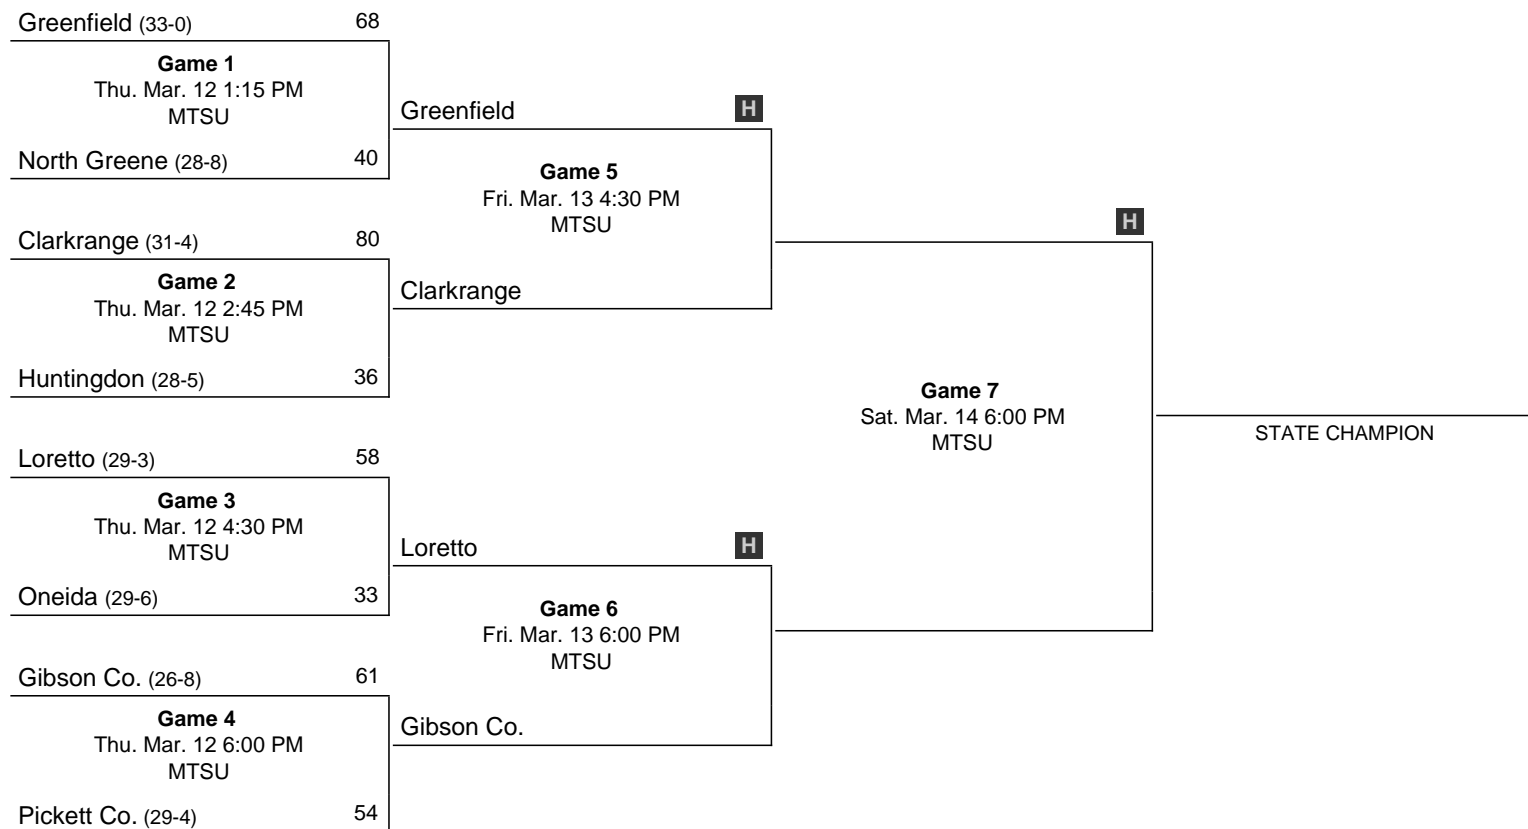 Greenfield (33-0) 68
Game 1
Thu. Mar. 12 1:15 PM
MTSU
North Greene (28-8) 40
Clarkrange (31-4) 80
Game 2
Thu. Mar. 12 2:45 PM
MTSU
Huntingdon (28-5) 36
Loretto (29-3) 58
Game 3
Thu. Mar. 12 4:30 PM
MTSU
Oneida (29-6) 33
Gibson Co. (26-8) 61
Game 4
Thu. Mar. 12 6:00 PM
MTSU
Pickett Co. (29-4) 54
Greenfield H
Game 5
Fri. Mar. 13 4:30 PM
MTSU
Clarkrange
Loretto H
Game 6
Fri. Mar. 13 6:00 PM
MTSU
Gibson Co.
H
Game 7
Sat. Mar. 14 6:00 PM
MTSU
STATE CHAMPION